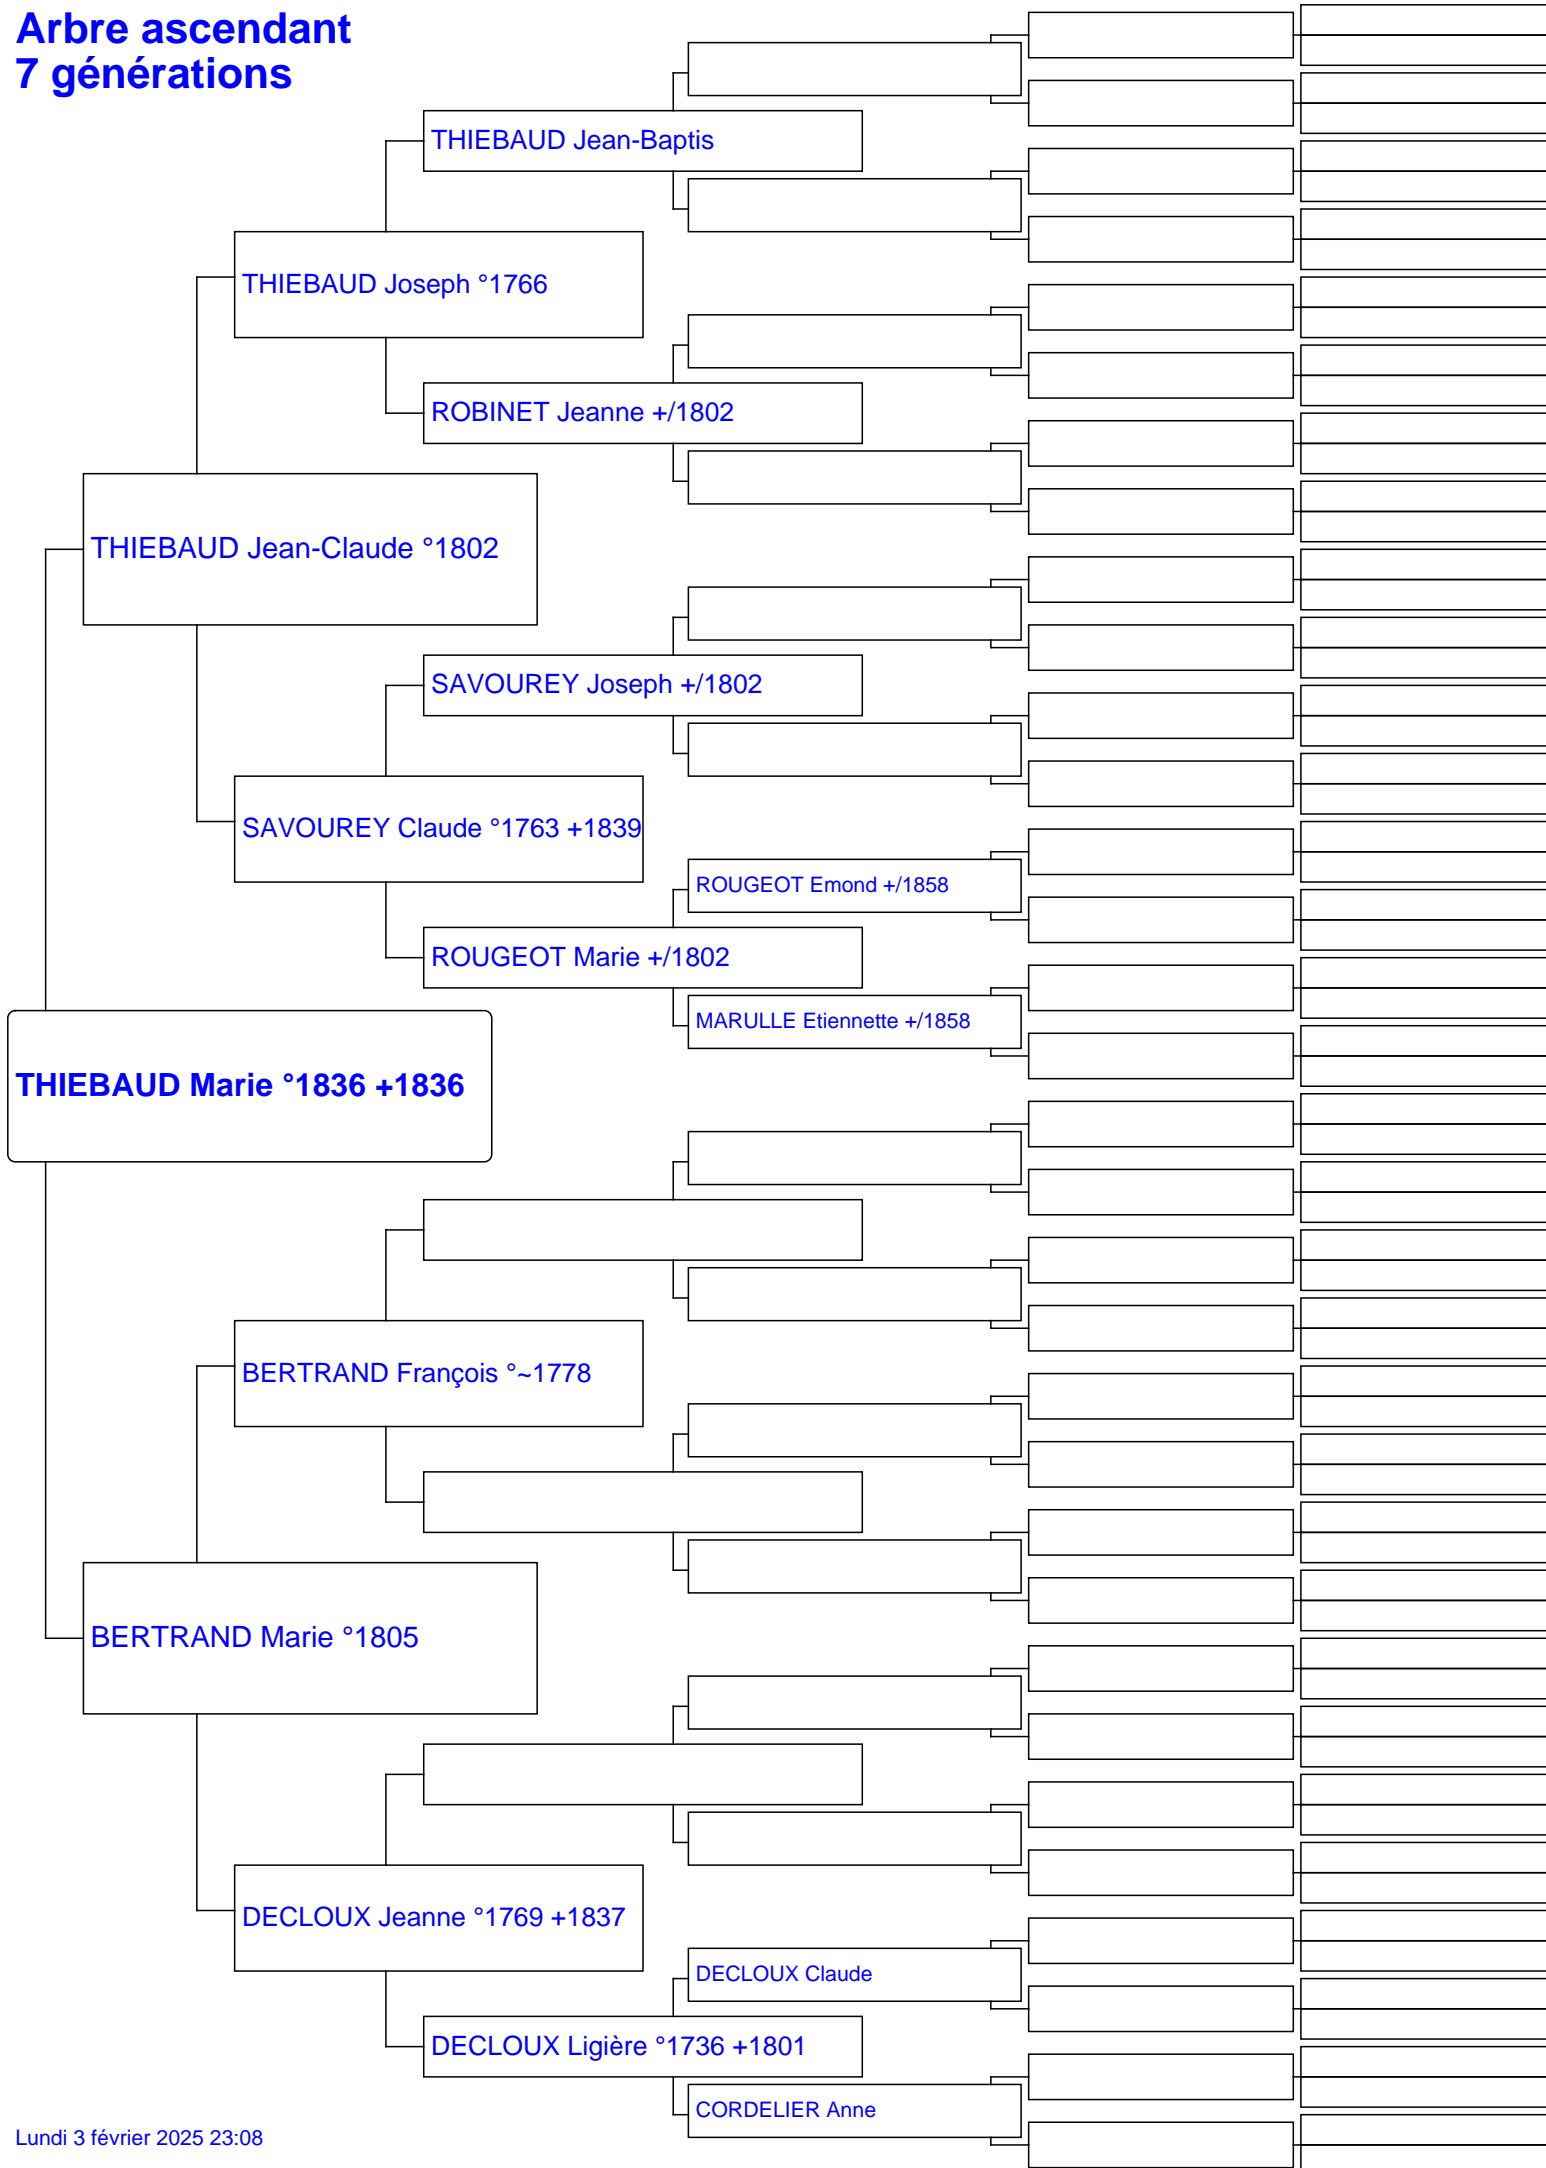 Arbre ascendant
7 générations
THIEBAUD Jean-Baptis
THIEBAUD Joseph °1766
ROBINET Jeanne +/1802
THIEBAUD Jean-Claude °1802
SAVOUREY Joseph +/1802
SAVOUREY Claude °1763 +1839
ROUGEOT Emond +/1858
ROUGEOT Marie +/1802
MARULLE Etiennette +/1858
THIEBAUD Marie °1836 +1836
BERTRAND François °~1778
BERTRAND Marie °1805
DECLOUX Jeanne °1769 +1837
DECLOUX Claude
DECLOUX Ligière °1736 +1801
CORDELIER Anne
Lundi 3 février 2025 23:08